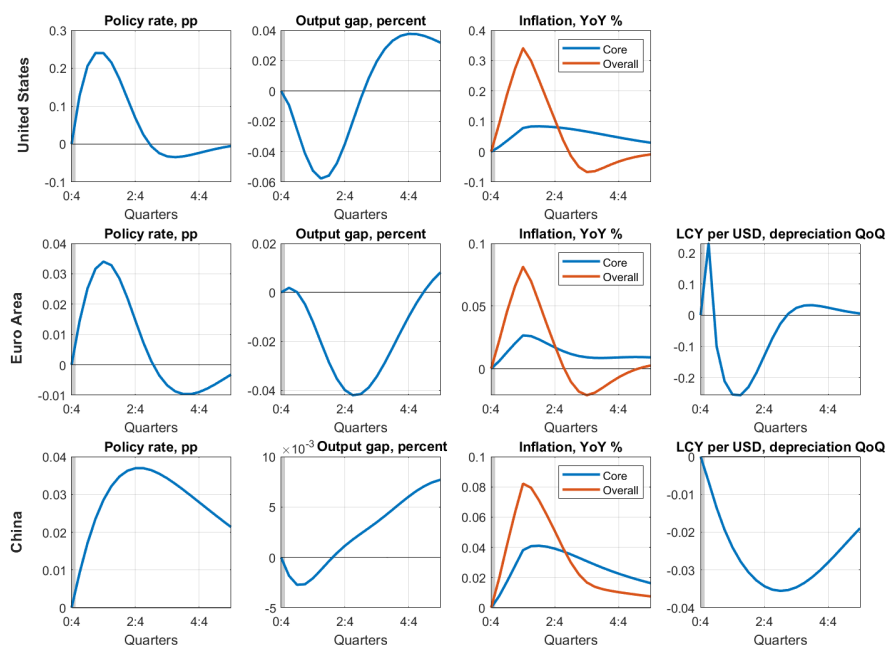 Policy rate, pp
Output gap, percent
Inflation, YoY %
United States
0.3
0.2
0.1
0
-0.1
0:4
2:4
4:4
Quarters
0.04
0.02
0
-0.02
-0.04
-0.06
0:4
2:4
4:4
Quarters
0.4
0.3
0.2
0.1
0
-0.1
Core
Overall
0:4
2:4
4:4
Quarters
Policy rate, pp
Output gap, percent
Inflation, YoY %
LCY per USD, depreciation QoQ
Euro Area
0.04
0.03
0.02
0.01
0
-0.01
0:4
2:4
4:4
Quarters
0.02
0
-0.02
-0.04
0:4
2:4
4:4
Quarters
0.1
0.05
0
Core
Overall
0:4
2:4
4:4
Quarters
0.2
0.1
0
-0.1
-0.2
0:4
2:4
4:4
Quarters
Policy rate, pp
×10-3 Output gap, percent
Inflation, YoY %
LCY per USD, depreciation QoQ
China
0.04
0.03
0.02
0.01
0
0:4
2:4
4:4
Quarters
10
5
0
-5
0:4
2:4
4:4
Quarters
0.1
0.08
0.06
0.04
0.02
0
Core
Overall
0:4
2:4
4:4
Quarters
0
-0.01
-0.02
-0.03
-0.04
0:4
2:4
4:4
Quarters